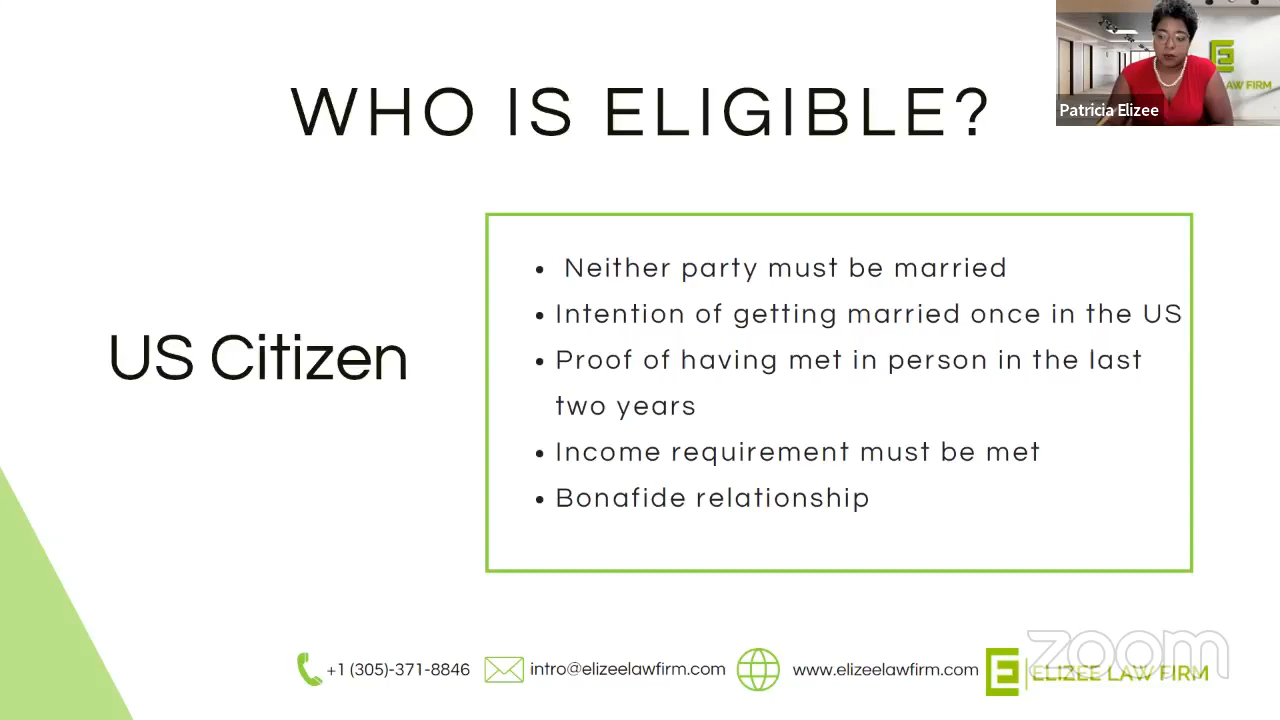 WHO IS ELIGIBLE?
E
LAW FIRM
Patricia Elizee
US Citizen
• Neither party must be married
• Intention of getting married once in the US
• Proof of having met in person in the last
two years
• Income requirement must be met
• Bonafide relationship
+1 (305)-371-8846
intro@elizeelawfirm.com
www.elizeelawfirm.com
E
ELIZEE LAW FIRM
zoom